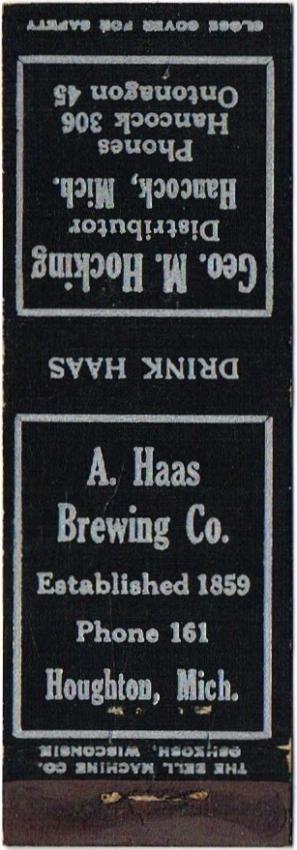 CLOSE COVER FOR SAFETY
Geo. M. Hocking
Distributor
Hancock, Mich.
Phones
Hancock 306
Ontonagon 45
DRINK HAAS
A. Haas
Brewing Co.
Established 1859
Phone 161
Houghton, Mich.
THE BELL MACHINE CO.
OSHKOSH, WISCONSIN